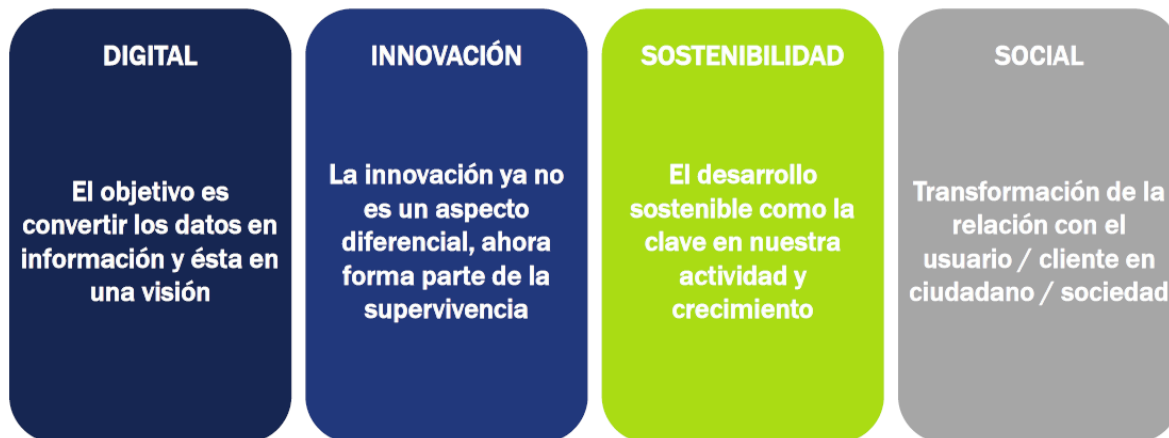 DIGITAL
El objetivo es
convertir los datos en
información y ésta en
una visión
INNOVACIÓN
La innovación ya no
es un aspecto
diferencial, ahora
forma parte de la
supervivencia
SOSTENIBILIDAD
El desarrollo
sostenible como la
clave en nuestra
actividad y
crecimiento
SOCIAL
Transformación de la
relación con el
usuario / cliente en
ciudadano / sociedad